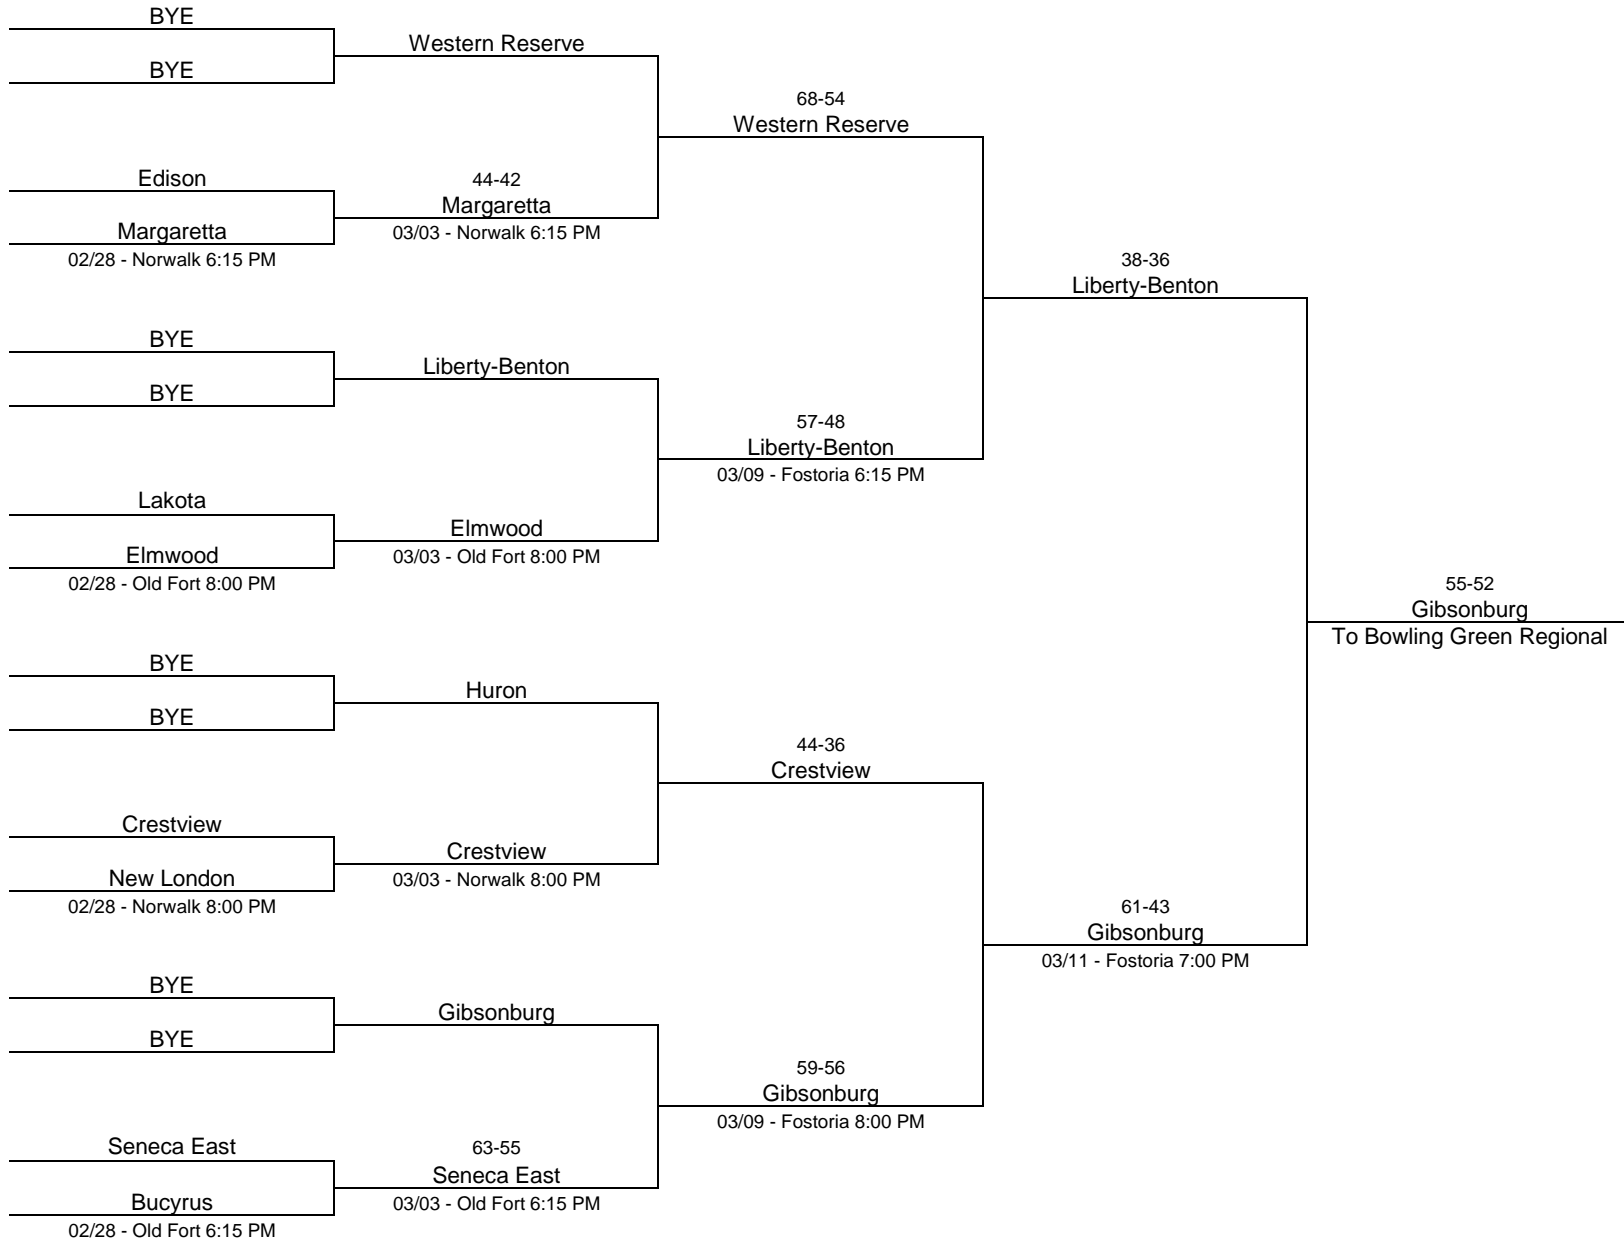 BYE
BYE
Western Reserve
Edison
Margaretta
02/28 - Norwalk 6:15 PM
44-42
Margaretta
03/03 - Norwalk 6:15 PM
68-54
Western Reserve
BYE
BYE
Liberty-Benton
Lakota
Elmwood
02/28 - Old Fort 8:00 PM
Elmwood
03/03 - Old Fort 8:00 PM
57-48
Liberty-Benton
03/09 - Fostoria 6:15 PM
38-36
Liberty-Benton
BYE
BYE
Huron
Crestview
New London
02/28 - Norwalk 8:00 PM
Crestview
03/03 - Norwalk 8:00 PM
44-36
Crestview
BYE
BYE
Gibsonburg
Seneca East
Bucyrus
02/28 - Old Fort 6:15 PM
63-55
Seneca East
03/03 - Old Fort 6:15 PM
59-56
Gibsonburg
03/09 - Fostoria 8:00 PM
61-43
Gibsonburg
03/11 - Fostoria 7:00 PM
55-52
Gibsonburg
To Bowling Green Regional